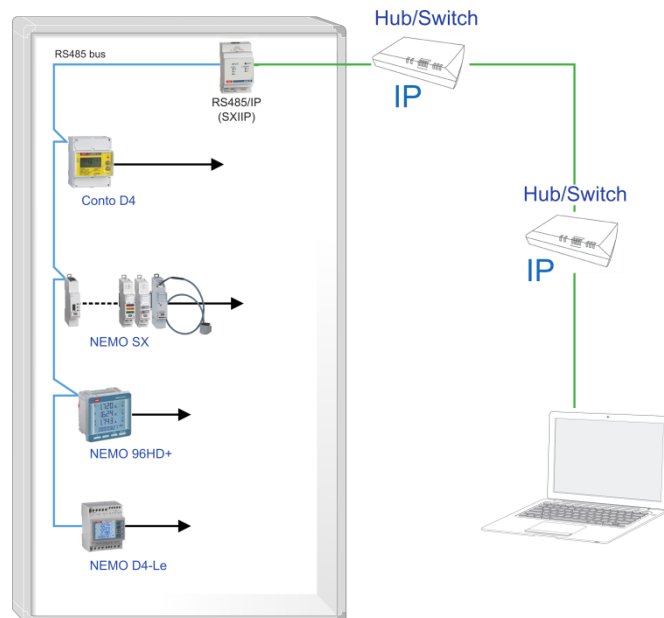 Hub/Switch
IP
RS485 bus
RS485/IP
(SXIIP)
Conto D4
Hub/Switch
IP
NEMO SX
NEMO 96HD+
NEMO D4-Le